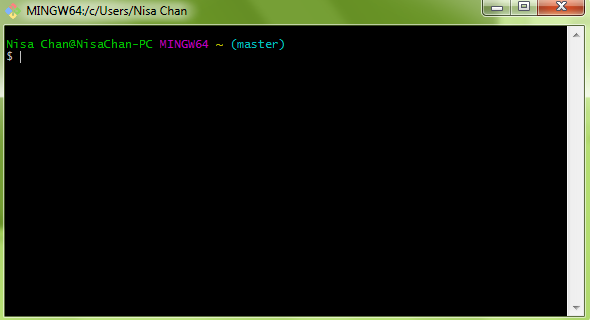 MINGW64:/c/Users/Nisa Chan
Nisa Chan@NisaChan-PC MINGW64 ~ (master)
$